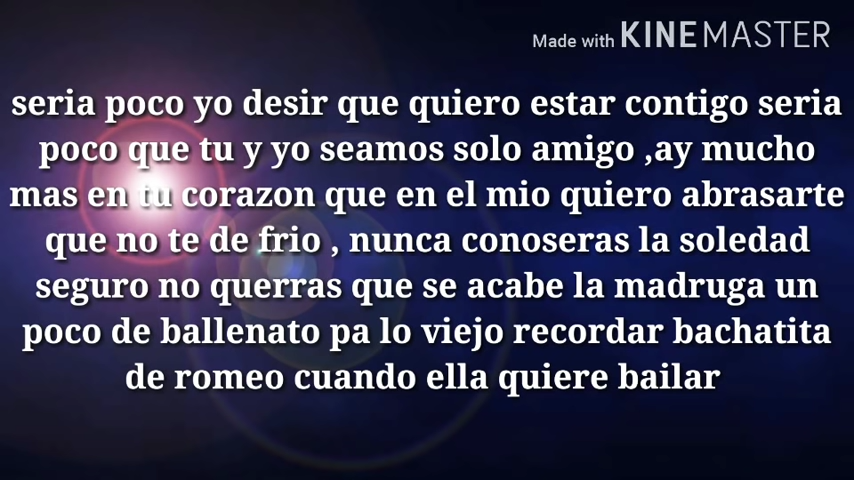 Made with KINEMASTER
seria poco yo desir que quiero estar contigo seria
poco que tu y yo seamos solo amigo ,ay mucho
mas en tu corazon que en el mio quiero abrasarte
que no te de frio , nunca conoseras la soledad
seguro no querras que se acabe la madruga un
poco de ballenato pa lo viejo recordar bachatita
de romeo cuando ella quiere bailar